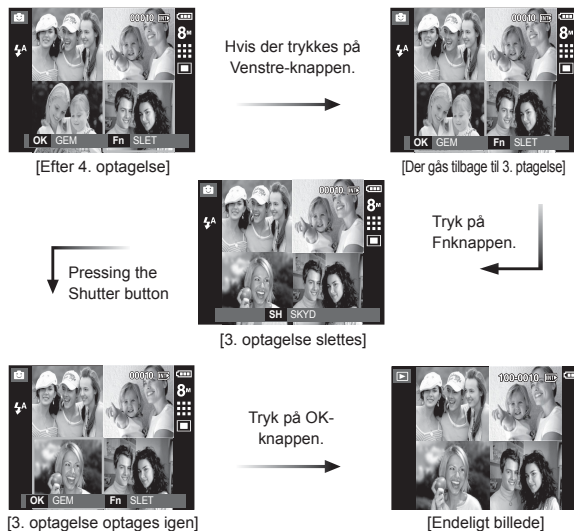 00010
8M
OK GEM Fn SLET
[Efter 4. optagelse]
Hvis der trykkes på
Venstre-knappen.
00010
8M
OK GEM Fn SLET
[Der gås tilbage til 3. ptagelse]
Tryk på
Fnknappen.
00010
8M
SH SKYD
[3. optagelse slettes]
Pressing the
Shutter button
00010
8M
OK GEM Fn SLET
[3. optagelse optages igen]
Tryk på OK-
knappen.
100-0010
[Endeligt billede]